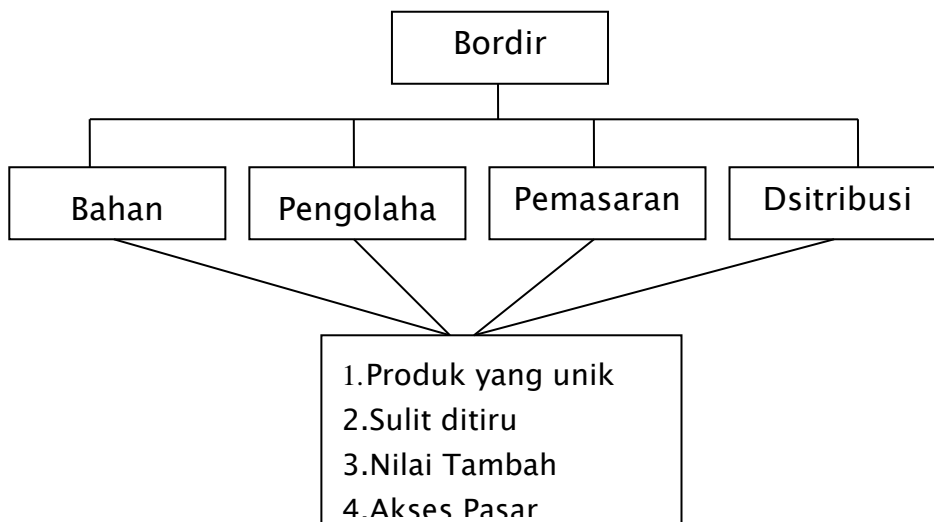 Bordir
Bahan
Pengolaha
Pemasaran
Dsitribusi
1.Produk yang unik
2.Sulit ditiru
3.Nilai Tambah
4.Akses Pasar